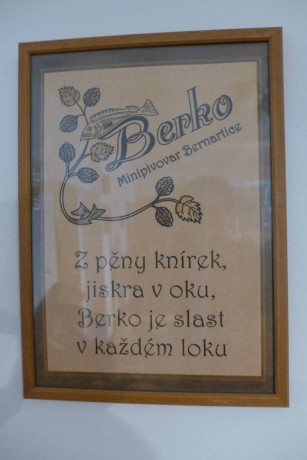 Berko
Minipivovar Bernartice
Z pěny knírek,
jiskra v oku,
Berko je slast
v každém loku